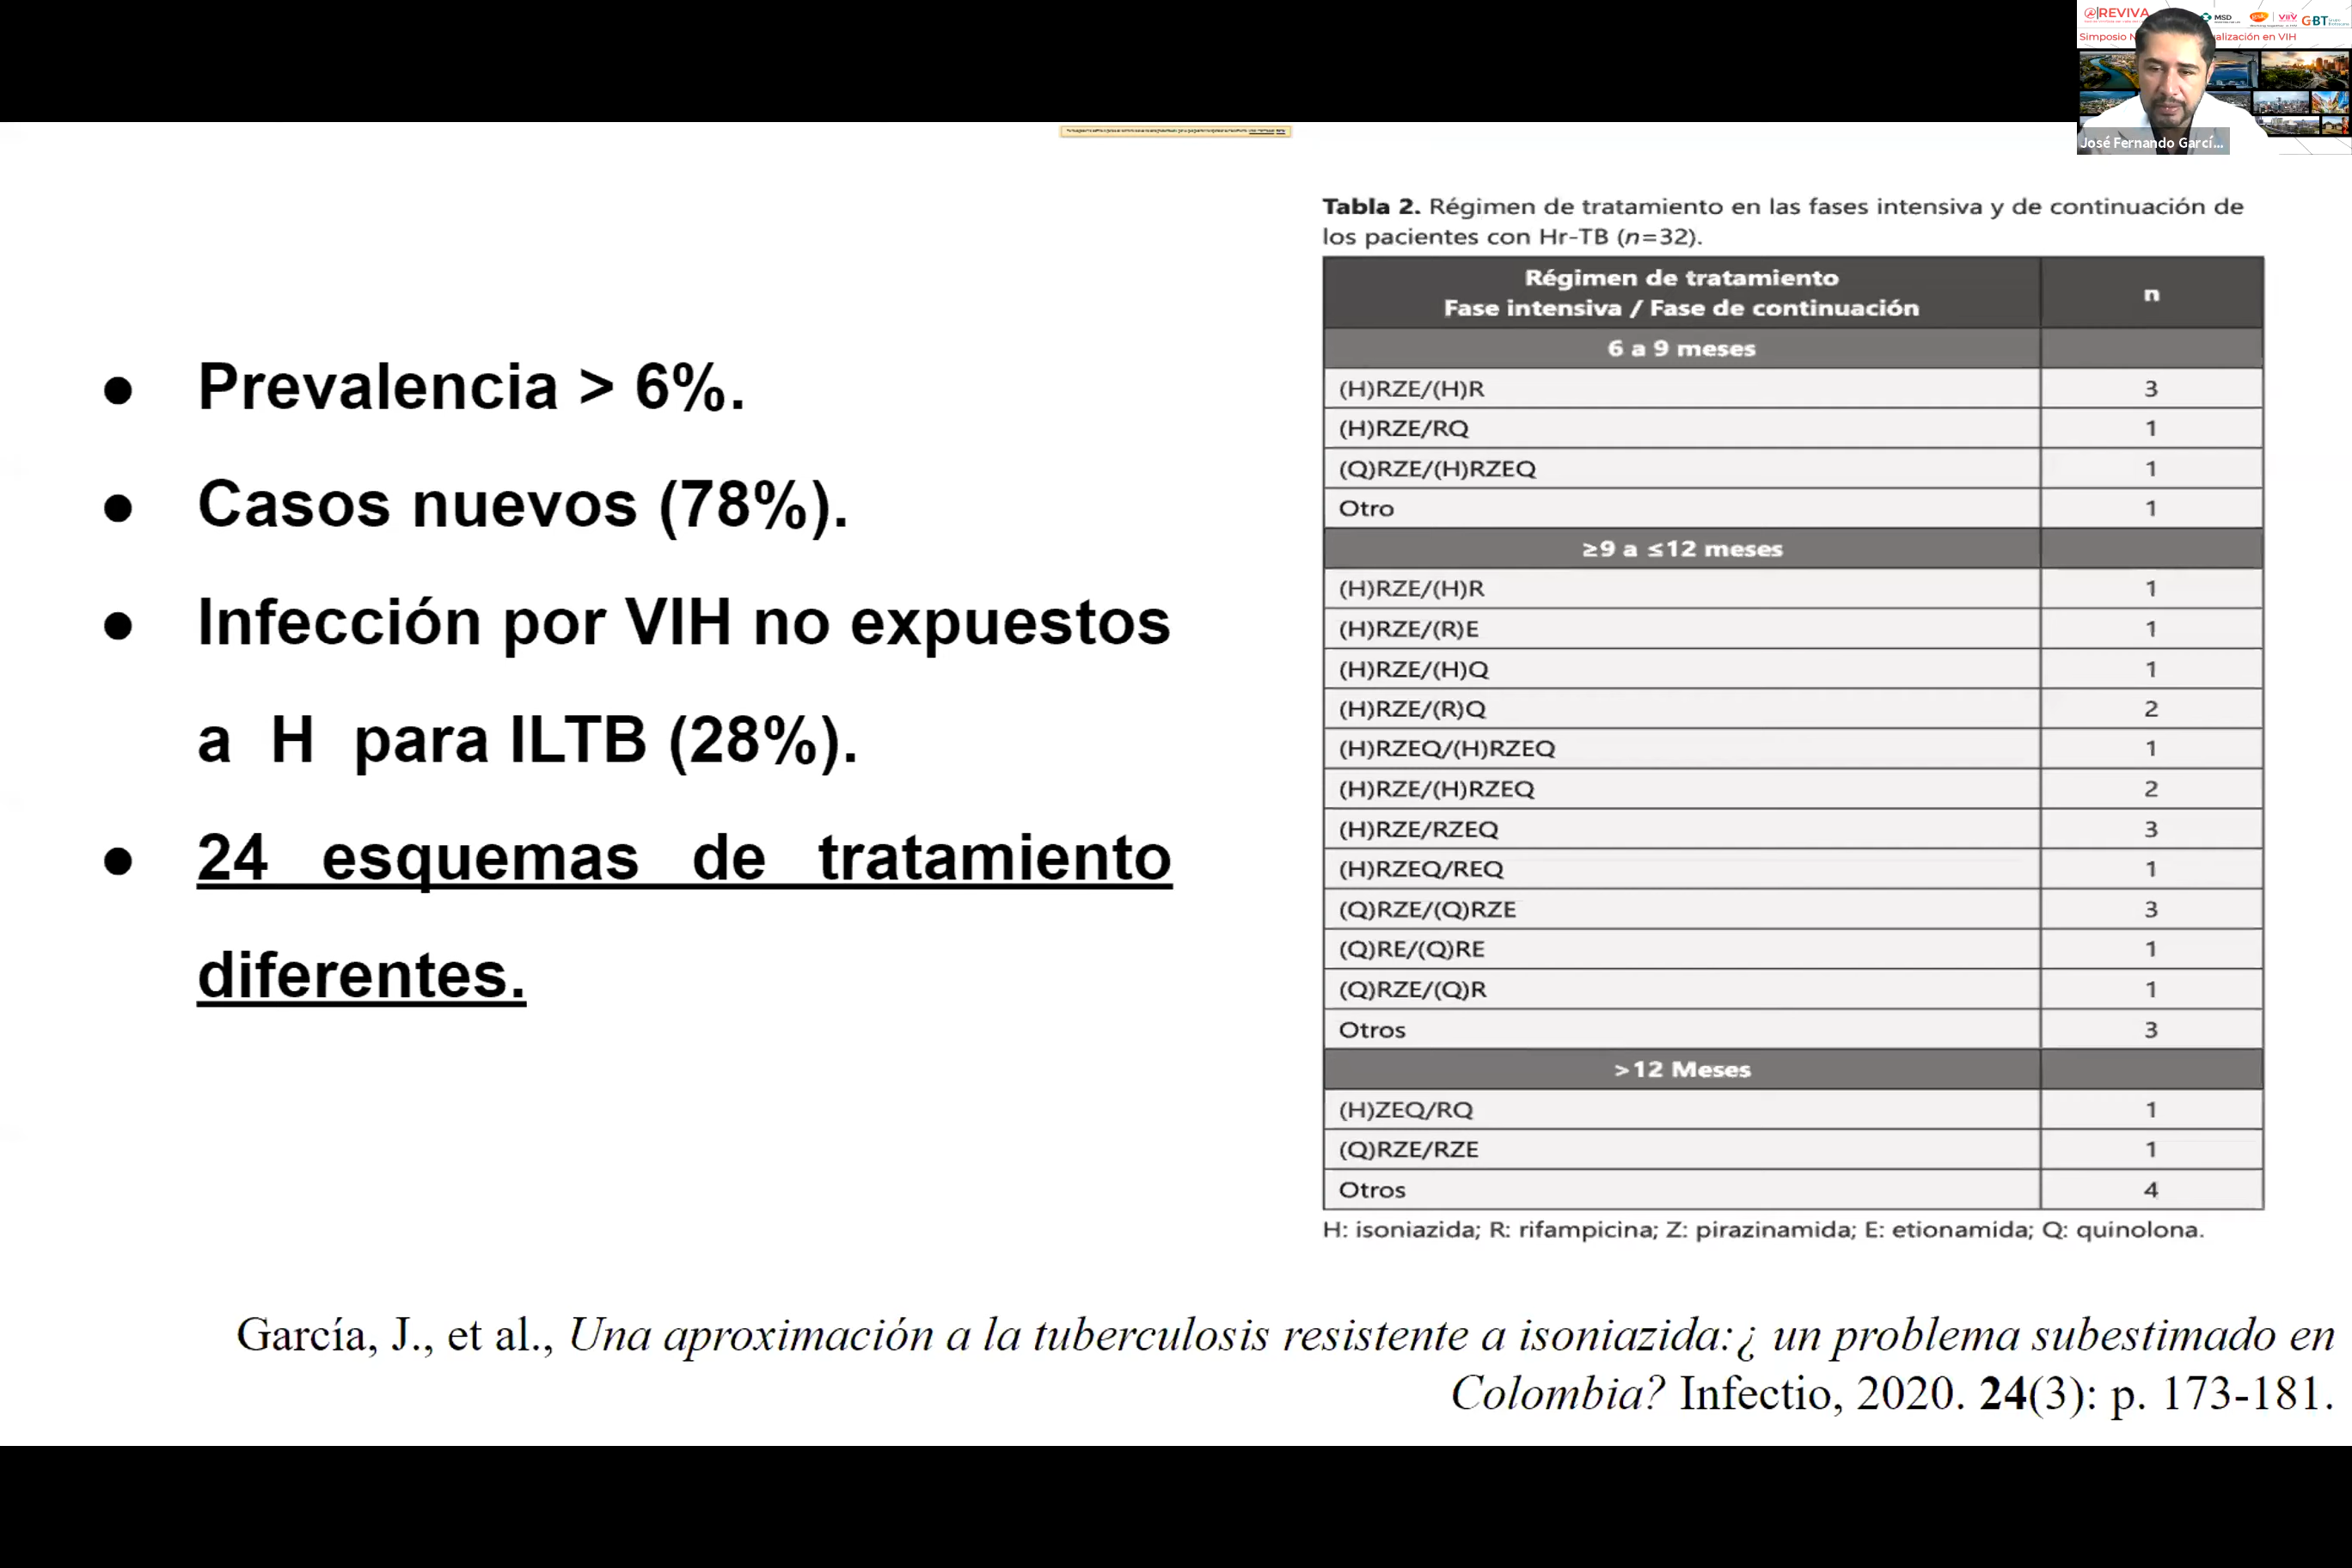 REVIVA
MSD
ViiV
GBT
Simposio
alización en VIH
José Fernando Garcí...
Prevalencia > 6%.
Casos nuevos (78%).
Infección por VIH no expuestos
a H para ILTB (28%).
24 esquemas de tratamiento
diferentes.
Tabla 2. Régimen de tratamiento en las fases intensiva y de continuación de
los pacientes con Hr-TB (n=32).
Régimen de tratamiento
Fase intensiva / Fase de continuación n
6 a 9 meses
(H)RZE/(H)R 3
(H)RZE/RQ 1
(Q)RZE/(H)RZEQ 1
Otro 1
≥9 a ≤12 meses
(H)RZE/(H)R 1
(H)RZE/(R)E 1
(H)RZE/(H)Q 1
(H)RZE/(R)Q 2
(H)RZEQ/(H)RZEQ 1
(H)RZE/(H)RZEQ 2
(H)RZE/RZEQ 3
(H)RZEQ/REQ 1
(Q)RZE/(Q)RZE 3
(Q)RE/(Q)RE 1
(Q)RZE/(Q)R 1
Otros 3
>12 Meses
(H)ZEQ/RQ 1
(Q)RZE/RZE 1
Otros 4
H: isoniazida; R: rifampicina; Z: pirazinamida; E: etionamida; Q: quinolona.
García, J., et al., Una aproximación a la tuberculosis resistente a isoniazida:¿ un problema subestimado en
Colombia? Infectio, 2020. 24(3): p. 173-181.